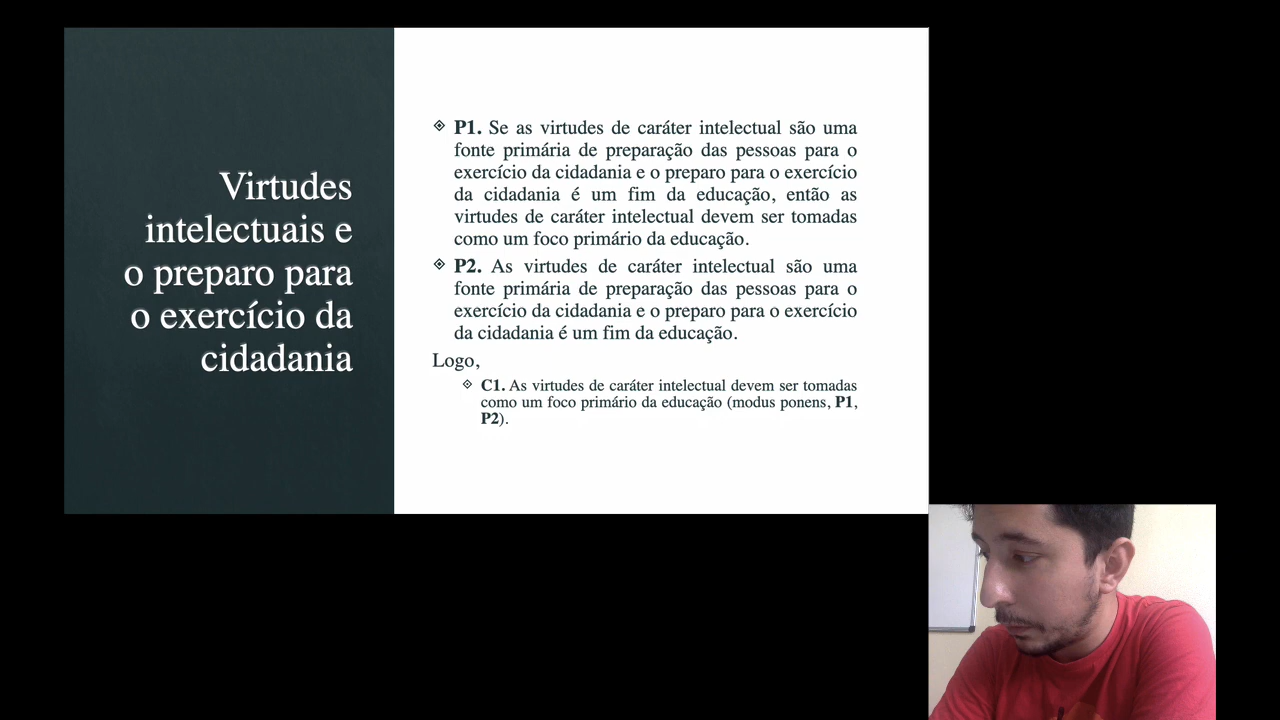 Virtudes
intelectuais e
o preparo para
o exercício da
cidadania
P1. Se as virtudes de caráter intelectual são uma
fonte primária de preparação das pessoas para o
exercício da cidadania e o preparo para o exercício
da cidadania é um fim da educação, então as
virtudes de caráter intelectual devem ser tomadas
como um foco primário da educação.
P2. As virtudes de caráter intelectual são uma
fonte primária de preparação das pessoas para o
exercício da cidadania e o preparo para o exercício
da cidadania é um fim da educação.
Logo,
C1. As virtudes de caráter intelectual devem ser tomadas
como um foco primário da educação (modus ponens, P1,
P2).